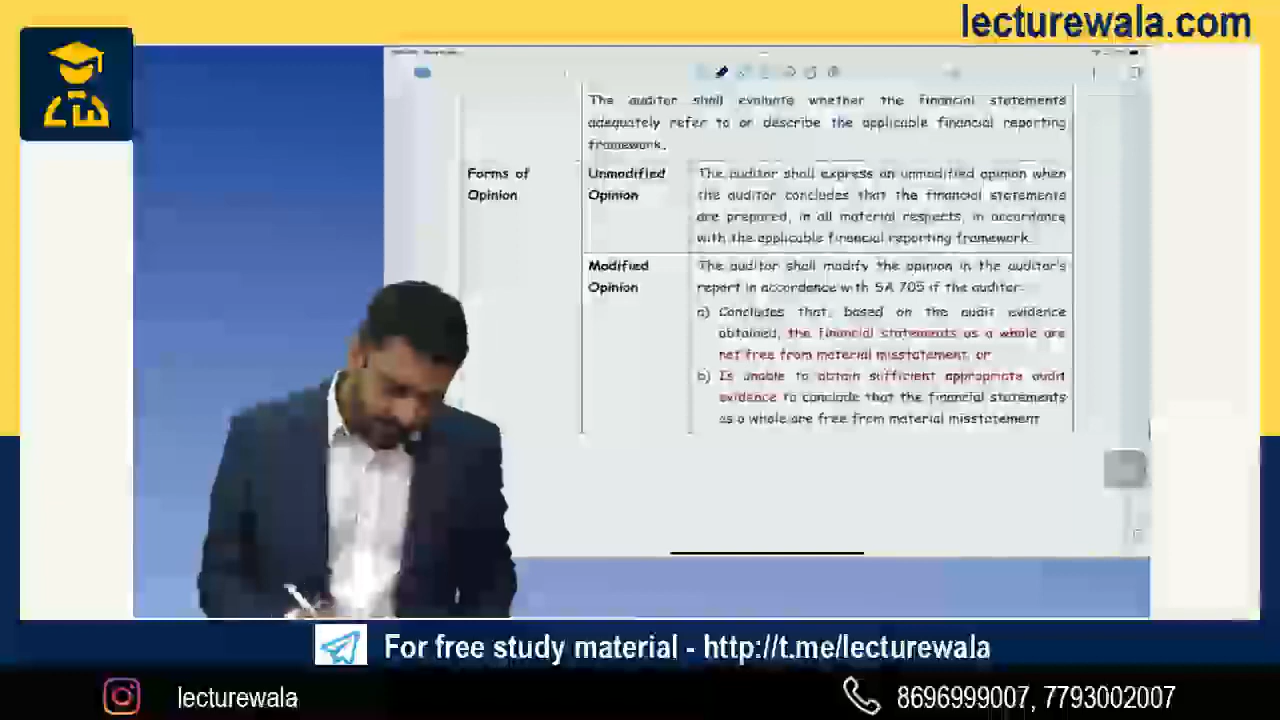 lecturewala.com
The auditor shall evaluate whether the financial statements
adequately refer to or describe the applicable financial reporting
framework.
Forms of
Opinion
Unmodified
Opinion
The auditor shall express an unmodified opinion when
the auditor concludes that the financial statements
are prepared, in all material respects, in accordance
with the applicable financial reporting framework.
Modified
Opinion
The auditor shall modify the opinion in the auditor's
report in accordance with SA 705 if the auditor:
a) Concludes that, based on the audit evidence
obtained, the financial statements as a whole are
not free from material misstatement, or
b) Is unable to obtain sufficient appropriate audit
evidence to conclude that the financial statements
as a whole are free from material misstatement
For free study material - http://t.me/lecturewala
lecturewala
8696999007, 7793002007